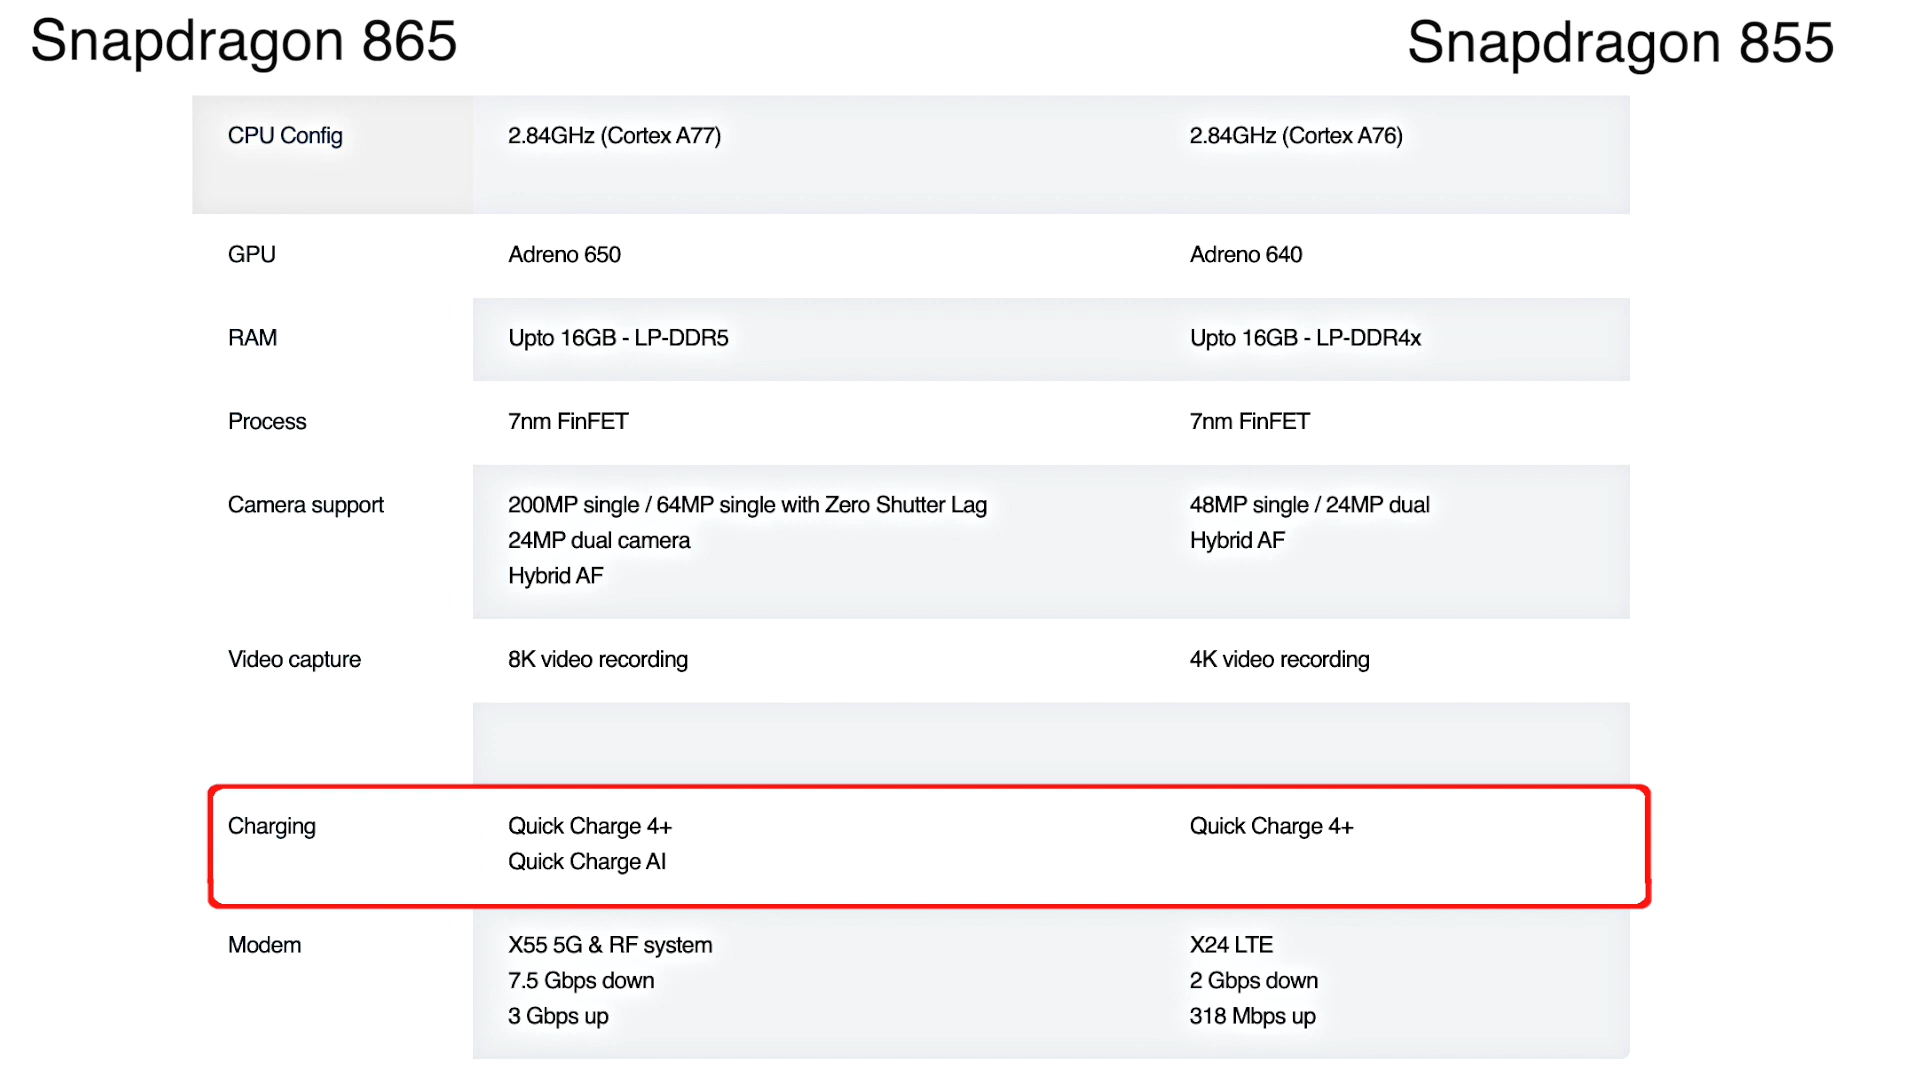 Snapdragon 865
Snapdragon 855
CPU Config
2.84GHz (Cortex A77)
2.84GHz (Cortex A76)
GPU
Adreno 650
Adreno 640
RAM
Upto 16GB - LP-DDR5
Upto 16GB - LP-DDR4x
Process
7nm FinFET
7nm FinFET
Camera support
200MP single / 64MP single with Zero Shutter Lag
24MP dual camera
Hybrid AF
48MP single / 24MP dual
Hybrid AF
Video capture
8K video recording
4K video recording
Charging
Quick Charge 4+
Quick Charge AI
Quick Charge 4+
Modem
X55 5G & RF system
7.5 Gbps down
3 Gbps up
X24 LTE
2 Gbps down
318 Mbps up